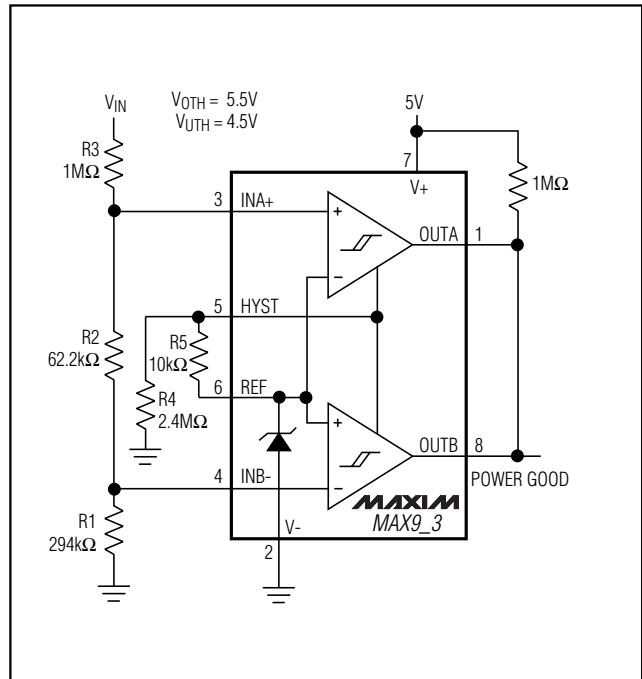 VIN
VOTH = 5.5V
VUTH = 4.5V
5V
R3
1MΩ
7
V+
1MΩ
3
INA+
+
OUTA
1
−
5
HYST
R5
10kΩ
R2
62.2kΩ
6
REF
R4
2.4MΩ
+
OUTB
8
POWER GOOD
4
INB-
−
MAXIM
MAX9_3
R1
294kΩ
V-
2